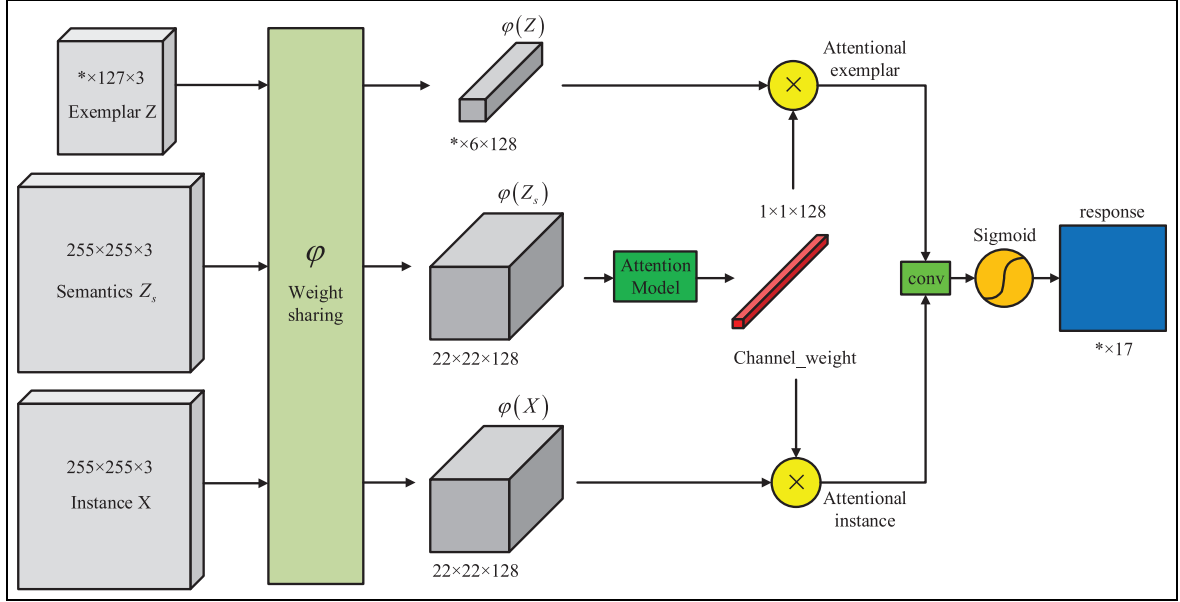 *×127×3
Exemplar Z
255×255×3
Semantics Zₛ
255×255×3
Instance X
φ
Weight
sharing
φ(Z)
*×6×128
φ(Zₛ)
22×22×128
φ(X)
22×22×128
Attention
Model
×
Attentional
exemplar
1×1×128
Channel_weight
×
Attentional
instance
conv
Sigmoid
response
*×17